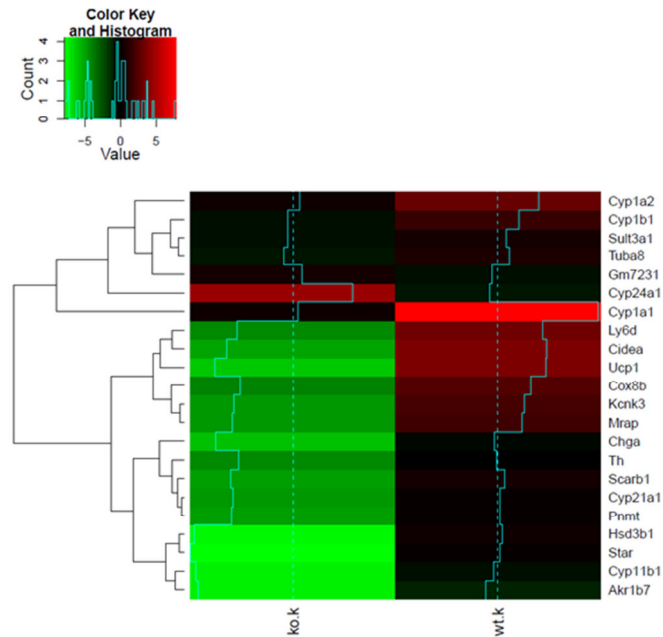 Color Key
and Histogram
Count
0 1 2 3 4
-5 0 5
Value
Cyp1a2
Cyp1b1
Sult3a1
Tuba8
Gm7231
Cyp24a1
Cyp1a1
Ly6d
Cidea
Ucp1
Cox8b
Kcnk3
Mrap
Chga
Th
Scarb1
Cyp21a1
Pnmt
Hsd3b1
Star
Cyp11b1
Akr1b7
ko.k
wt.k